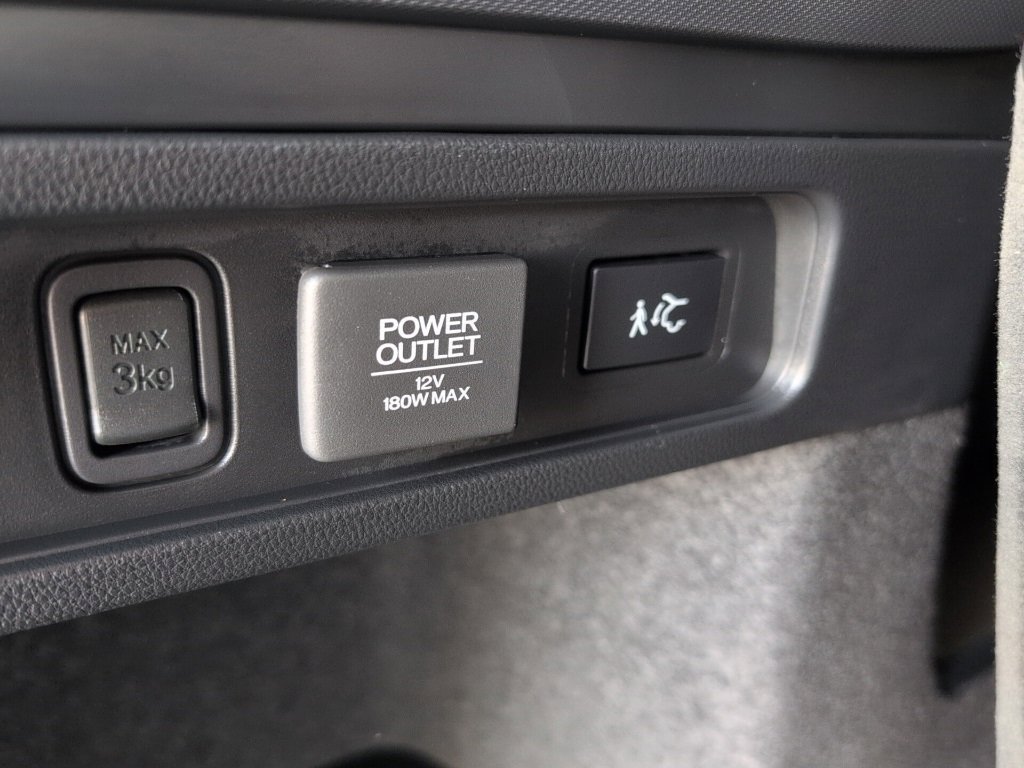 MAX
3kg
POWER
OUTLET
12V
180W MAX